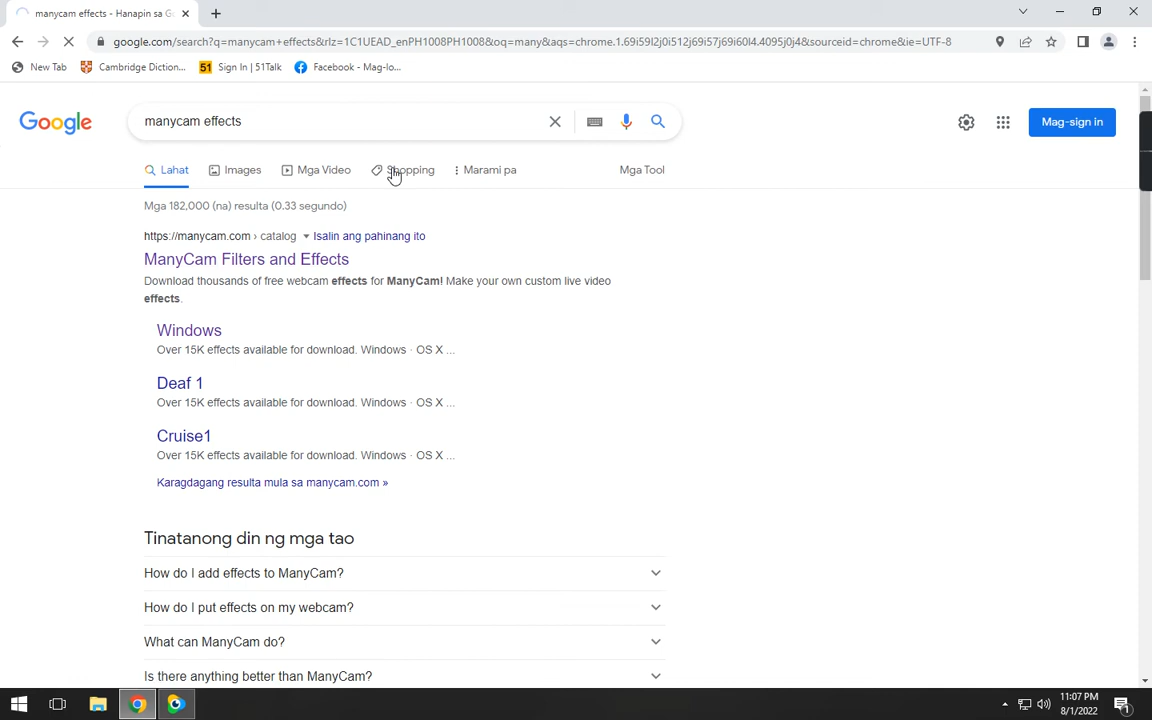 manycam effects - Hanapin sa G
google.com/search?q=manycam+effects&rlz=1C1UEAD_enPH1008PH1008&oq=many&aqs=chrome.1.69i59l2j0i512j69i57j69i60l4.4095j0j4&sourceid=chrome&ie=UTF-8
New Tab
Cambridge Diction...
51 Sign In | 51Talk
Facebook - Mag-lo...
Google
manycam effects
Mag-sign in
Lahat
Images
Mga Video
Shopping
Marami pa
Mga Tool
Mga 182,000 (na) resulta (0.33 segundo)
https://manycam.com › catalog Isalin ang pahinang ito
ManyCam Filters and Effects
Download thousands of free webcam effects for ManyCam! Make your own custom live video
effects.
Windows
Over 15K effects available for download. Windows · OS X ...
Deaf 1
Over 15K effects available for download. Windows · OS X ...
Cruise1
Over 15K effects available for download. Windows · OS X ...
Karagdagang resulta mula sa manycam.com »
Tinatanong din ng mga tao
How do I add effects to ManyCam?
How do I put effects on my webcam?
What can ManyCam do?
Is there anything better than ManyCam?
11:07 PM
8/1/2022
1